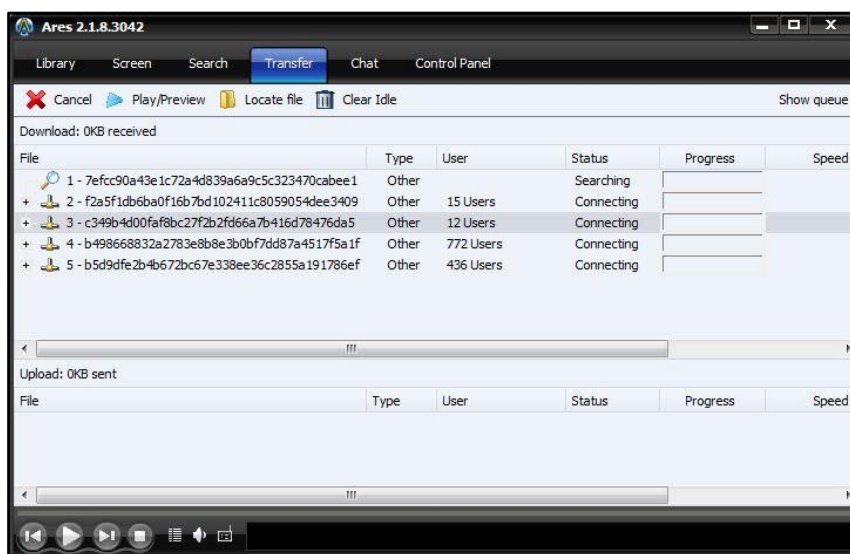 Ares 2.1.8.3042
Library Screen Search Transfer Chat Control Panel
Cancel Play/Preview Locate file Clear Idle Show queue
Download: 0KB received
File Type User Status Progress Speed
1 - 7efcc90a43e1c72a4d839a6a9c5c323470cabee1 Other Searching
+ 2 - f2a5f1db6ba0f16b7bd102411c8059054dee3409 Other 15 Users Connecting
+ 3 - c349b4d00faf8bc27f2b2fd66a7b416d78476da5 Other 12 Users Connecting
+ 4 - b498668832a2783e8b8e3b0bf7dd87a4517f5a1f Other 772 Users Connecting
+ 5 - b5d9dfe2b4b672bc67e338ee36c2855a191786ef Other 436 Users Connecting
Upload: 0KB sent
File Type User Status Progress Speed